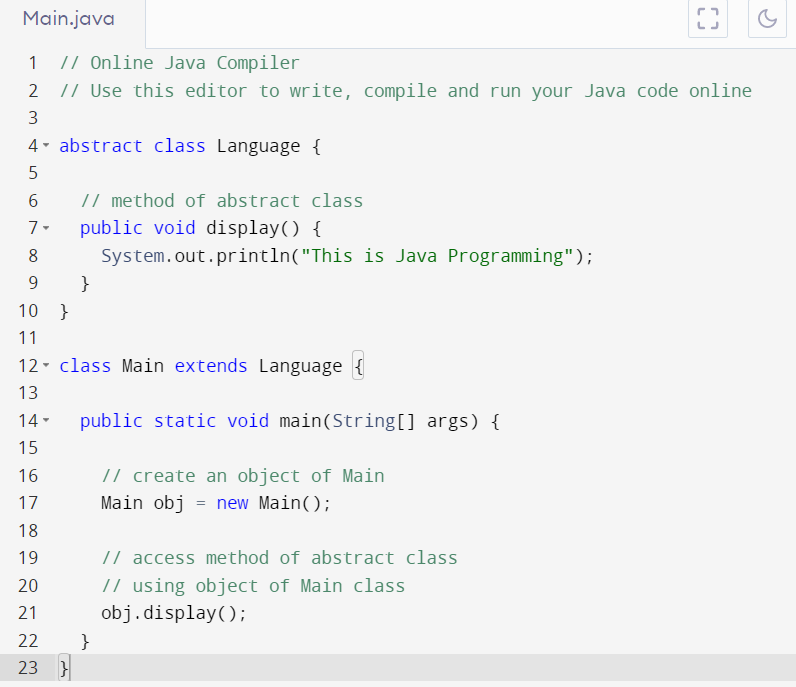 Main.java
1 // Online Java Compiler
2 // Use this editor to write, compile and run your Java code online
3
4 abstract class Language {
5
6   // method of abstract class
7   public void display() {
8     System.out.println("This is Java Programming");
9   }
10 }
11
12 class Main extends Language {
13
14   public static void main(String[] args) {
15
16     // create an object of Main
17     Main obj = new Main();
18
19     // access method of abstract class
20     // using object of Main class
21     obj.display();
22   }
23 }